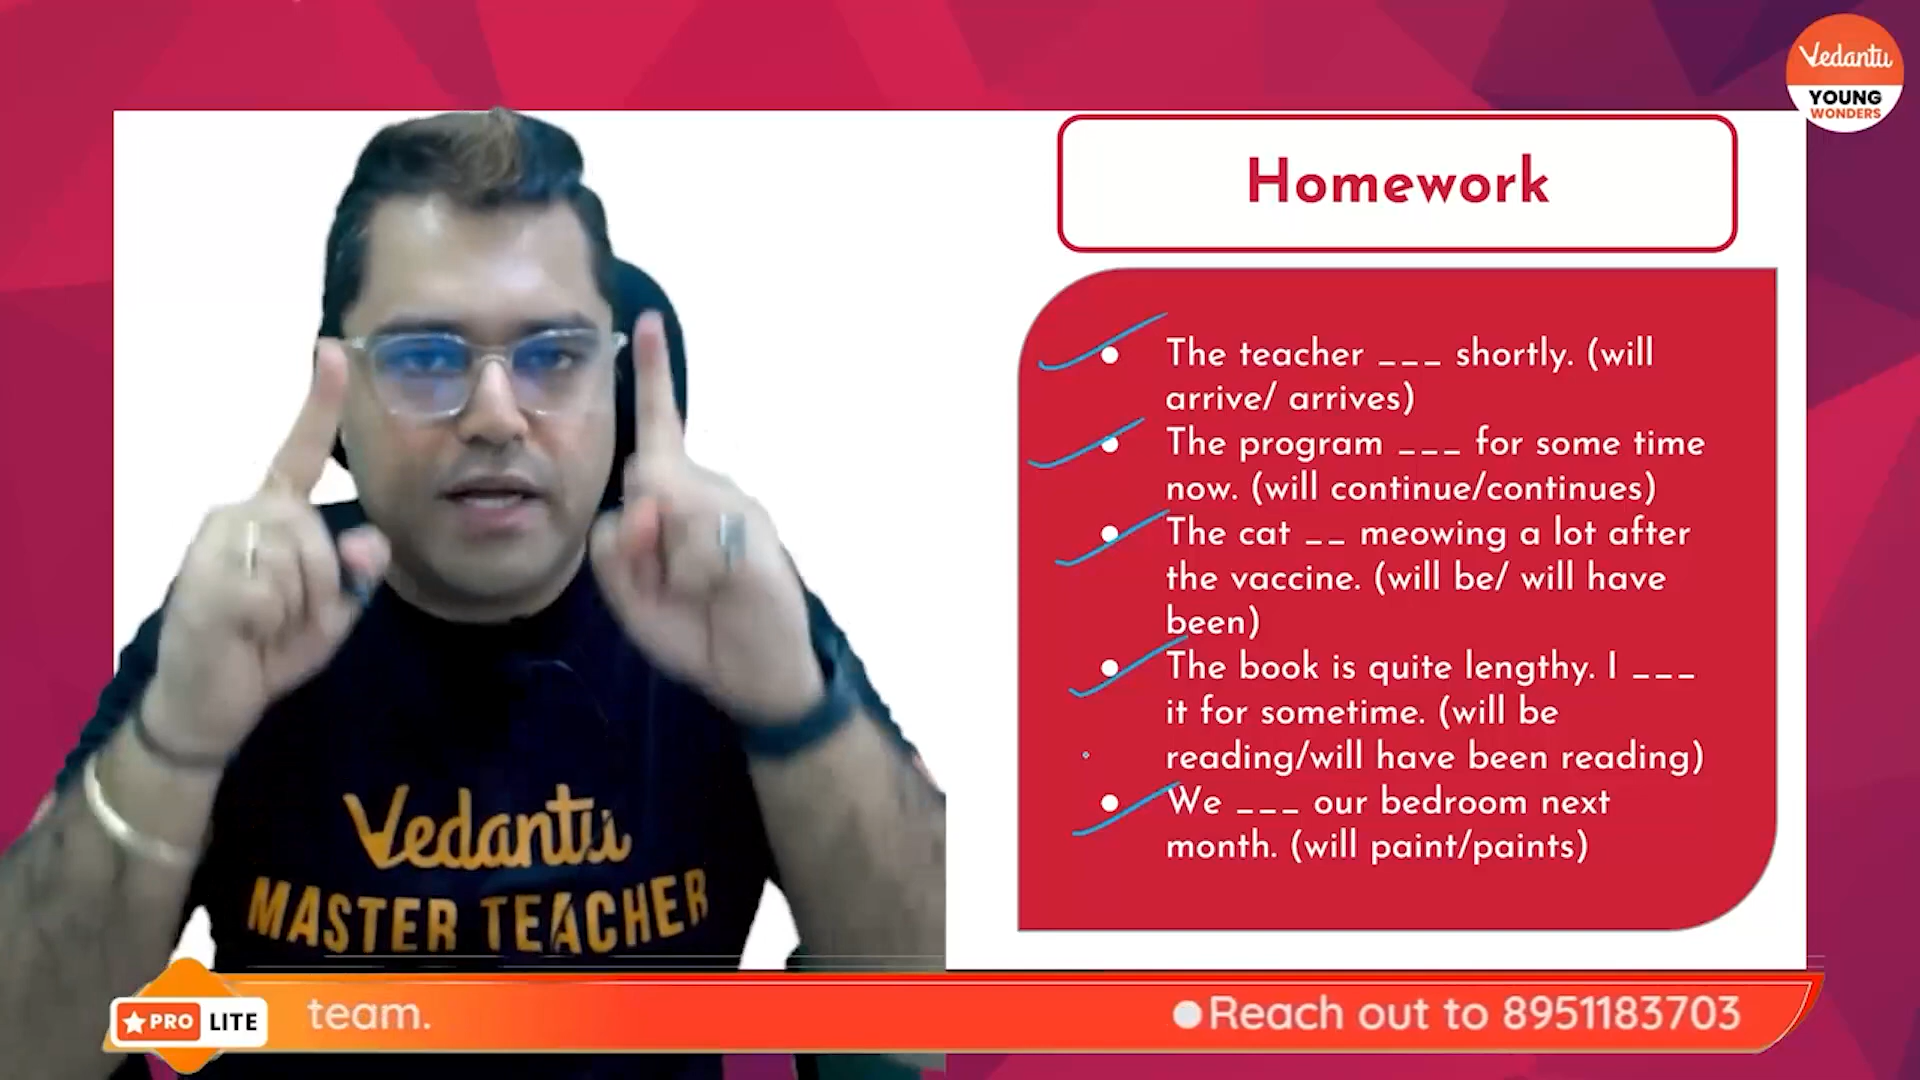 Vedantu
YOUNG
WONDERS
Homework
The teacher ___ shortly. (will
arrive/ arrives)
The program ___ for some time
now. (will continue/continues)
The cat __ meowing a lot after
the vaccine. (will be/ will have
been)
The book is quite lengthy. I ___
it for sometime. (will be
reading/will have been reading)
We ___ our bedroom next
month. (will paint/paints)
Vedantu
MASTER TEACHER
PRO LITE
team.
Reach out to 8951183703